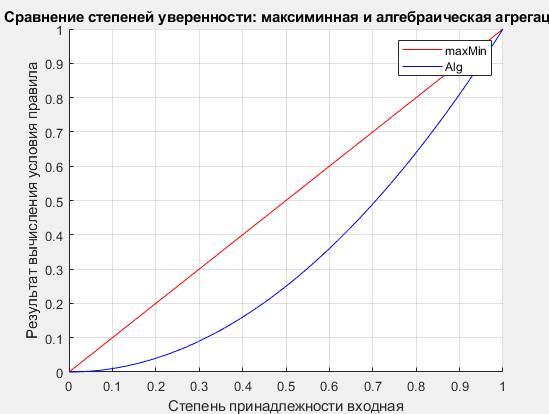 Сравнение степеней уверенности: максиминная и алгебраическая агрегац
maxMin
Alg
1
0.9
0.8
0.7
0.6
0.5
0.4
0.3
0.2
0.1
0
Результат вычисления условия правила
0 0.1 0.2 0.3 0.4 0.5 0.6 0.7 0.8 0.9 1
Степень принадлежности входная